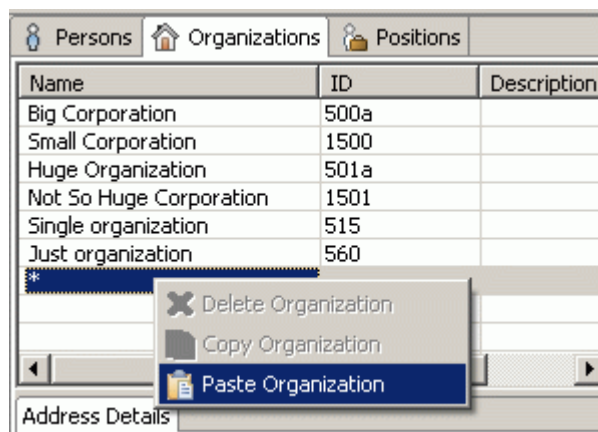 Persons Organizations Positions
Name ID Description
Big Corporation 500a
Small Corporation 1500
Huge Organization 501a
Not So Huge Corporation 1501
Single organization 515
Just organization 560
*
Delete Organization
Copy Organization
Paste Organization
Address Details